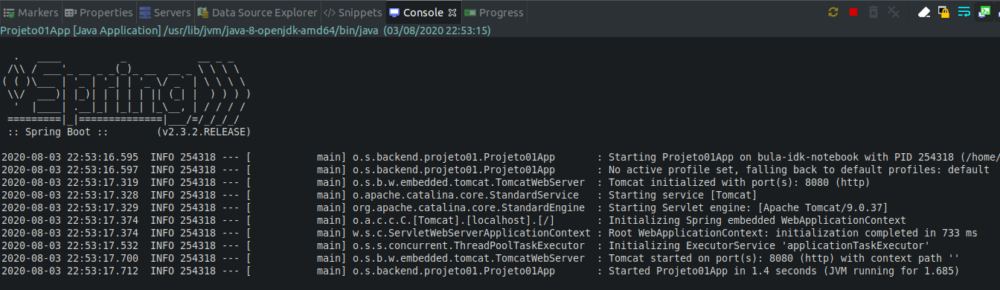 Markers Properties Servers Data Source Explorer Snippets Console Progress
Projeto01App [Java Application] /usr/lib/jvm/java-8-openjdk-amd64/bin/java (03/08/2020 22:53:15)
  .   ____          _            __ _ _
 /\\ / ___'_ __ _ _(_)_ __  __ _ \ \ \ \
( ( )\___ | '_ | '_| | '_ \/ _` | \ \ \ \
 \\/  ___)| |_)| | | | | || (_| |  ) ) ) )
  '  |____| .__|_| |_|_| |_\__, | / / / /
 =========|_|==============|___/=/_/_/_/
 :: Spring Boot ::        (v2.3.2.RELEASE)
2020-08-03 22:53:16.595  INFO 254318 --- [           main] o.s.backend.projeto01.Projeto01App       : Starting Projeto01App on bula-idk-notebook with PID 254318 (/home/
2020-08-03 22:53:16.597  INFO 254318 --- [           main] o.s.backend.projeto01.Projeto01App       : No active profile set, falling back to default profiles: default
2020-08-03 22:53:17.319  INFO 254318 --- [           main] o.s.b.w.embedded.tomcat.TomcatWebServer  : Tomcat initialized with port(s): 8080 (http)
2020-08-03 22:53:17.328  INFO 254318 --- [           main] o.apache.catalina.core.StandardService   : Starting service [Tomcat]
2020-08-03 22:53:17.329  INFO 254318 --- [           main] org.apache.catalina.core.StandardEngine  : Starting Servlet engine: [Apache Tomcat/9.0.37]
2020-08-03 22:53:17.374  INFO 254318 --- [           main] o.a.c.c.C.[Tomcat].[localhost].[/]       : Initializing Spring embedded WebApplicationContext
2020-08-03 22:53:17.374  INFO 254318 --- [           main] w.s.c.ServletWebServerApplicationContext : Root WebApplicationContext: initialization completed in 733 ms
2020-08-03 22:53:17.532  INFO 254318 --- [           main] o.s.s.concurrent.ThreadPoolTaskExecutor  : Initializing ExecutorService 'applicationTaskExecutor'
2020-08-03 22:53:17.700  INFO 254318 --- [           main] o.s.b.w.embedded.tomcat.TomcatWebServer  : Tomcat started on port(s): 8080 (http) with context path ''
2020-08-03 22:53:17.712  INFO 254318 --- [           main] o.s.backend.projeto01.Projeto01App       : Started Projeto01App in 1.4 seconds (JVM running for 1.685)